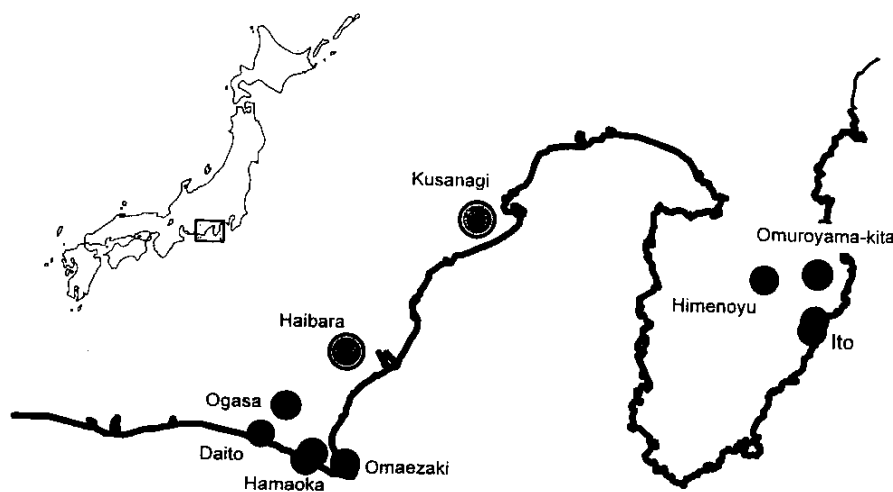 Kusanagi
Omuroyama-kita
Himenoyu
Haibara
Ito
Ogasa
Daito
Omaezaki
Hamaoka